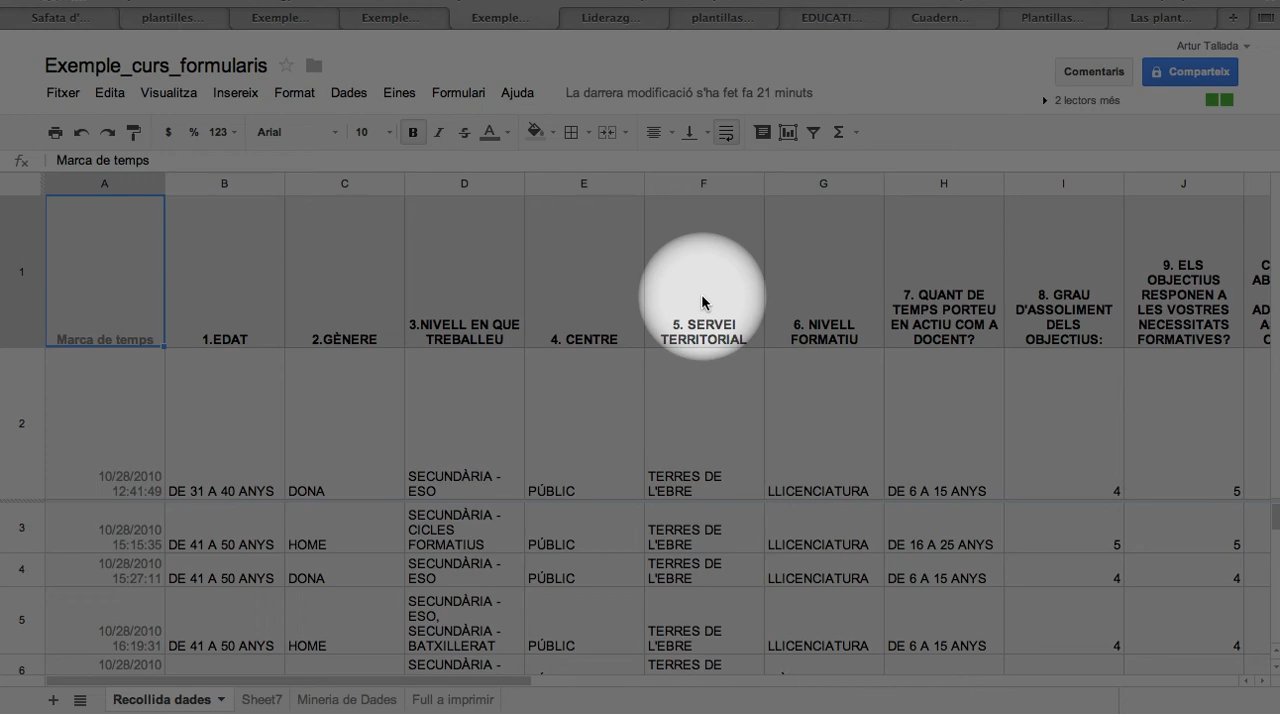 Safata d'... plantilles... Exemple... Exemple... Exemple... Lideratzg... plantillas... EDUCATI... Cuadern... Plantillas... Las plant...
Artur Tallada
Exemple_curs_formularis
Comentaris
Comparteix
Fitxer Edita Visualitza Insereix Format Dades Eines Formulari Ajuda La darrera modificació s'ha fet fa 21 minuts
2 lectors més
$ % 123 Arial 10 B I S A Σ
fx Marca de temps
A B C D E F G H I J
1
Marca de temps
1.EDAT
2.GÈNERE
3.NIVELL EN QUE
TREBALLEU
4. CENTRE
5. SERVEI
TERRITORIAL
6. NIVELL
FORMATIU
7. QUANT DE
TEMPS PORTEU
EN ACTIU COM A
DOCENT?
8. GRAU
D'ASSOLIMENT
DELS
OBJECTIUS:
9. ELS
OBJECTIUS
RESPONEN A
LES VOSTRES
NECESSITATS
FORMATIVES?
2
10/28/2010
12:41:49
DE 31 A 40 ANYS
DONA
SECUNDÀRIA -
ESO
PÚBLIC
TERRES DE
L'EBRE
LLICENCIATURA
DE 6 A 15 ANYS
4
5
3
10/28/2010
15:15:35
DE 41 A 50 ANYS
HOME
SECUNDÀRIA -
CICLES
FORMATIUS
PÚBLIC
TERRES DE
L'EBRE
LLICENCIATURA
DE 16 A 25 ANYS
5
5
4
10/28/2010
15:27:11
DE 41 A 50 ANYS
DONA
SECUNDÀRIA -
ESO
PÚBLIC
TERRES DE
L'EBRE
LLICENCIATURA
DE 6 A 15 ANYS
4
4
5
10/28/2010
16:19:31
DE 41 A 50 ANYS
HOME
SECUNDÀRIA -
ESO,
SECUNDÀRIA -
BATXILLERAT
PÚBLIC
TERRES DE
L'EBRE
LLICENCIATURA
DE 6 A 15 ANYS
4
4
6
10/28/2010
SECUNDÀRIA -
TERRES DE
Recollida dades Sheet7 Mineria de Dades Full a imprimir